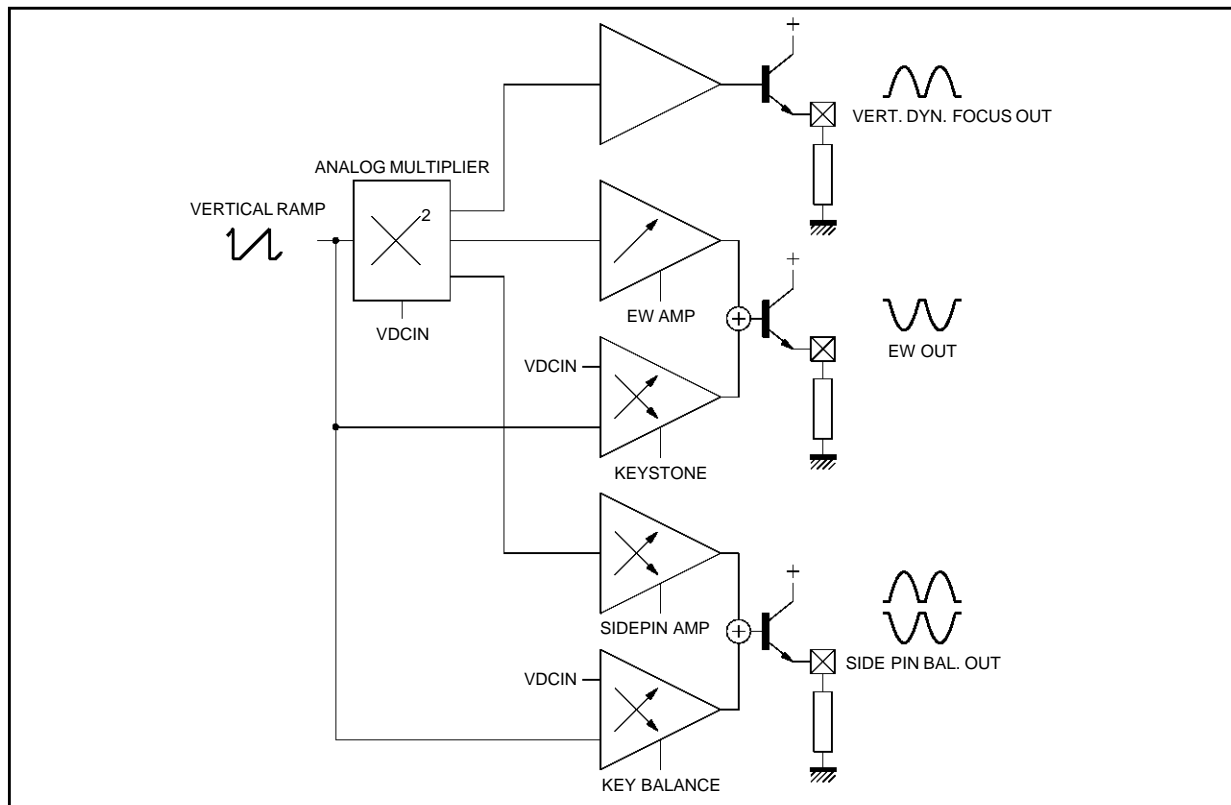 VERT. DYN. FOCUS OUT
ANALOG MULTIPLIER
VERTICAL RAMP
2
VDCIN
EW AMP
EW OUT
VDCIN
KEYSTONE
SIDEPIN AMP
SIDE PIN BAL. OUT
VDCIN
KEY BALANCE